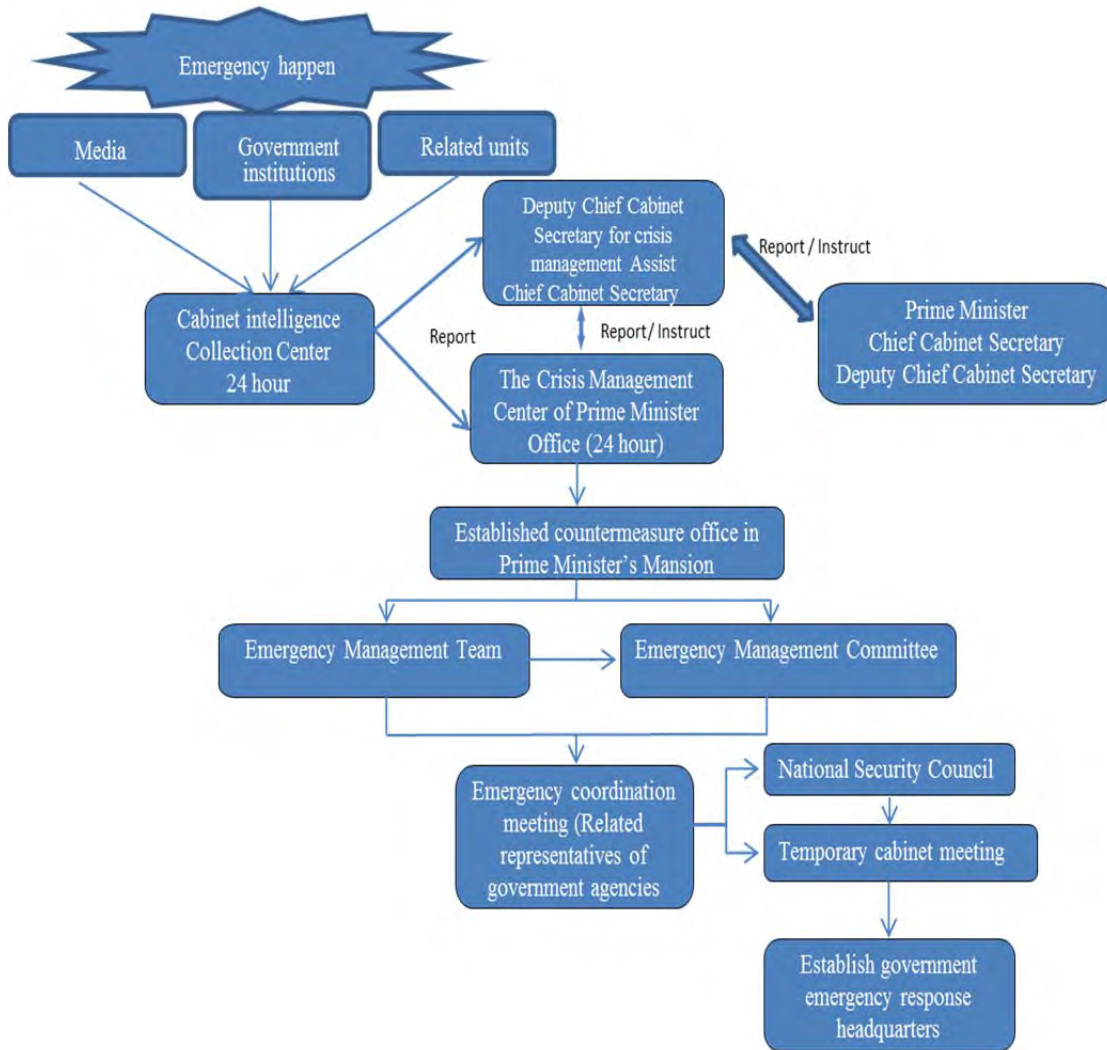 Emergency happen
Media
Government
institutions
Related units
Deputy Chief Cabinet
Secretary for crisis
management Assist
Chief Cabinet Secretary
Report / Instruct
Prime Minister
Chief Cabinet Secretary
Deputy Chief Cabinet Secretary
Cabinet intelligence
Collection Center
24 hour
Report
Report/ Instruct
The Crisis Management
Center of Prime Minister
Office (24 hour)
Established countermeasure office in
Prime Minister’s Mansion
Emergency Management Team
Emergency Management Committee
Emergency coordination
meeting (Related
representatives of
government agencies
National Security Council
Temporary cabinet meeting
Establish government
emergency response
headquarters